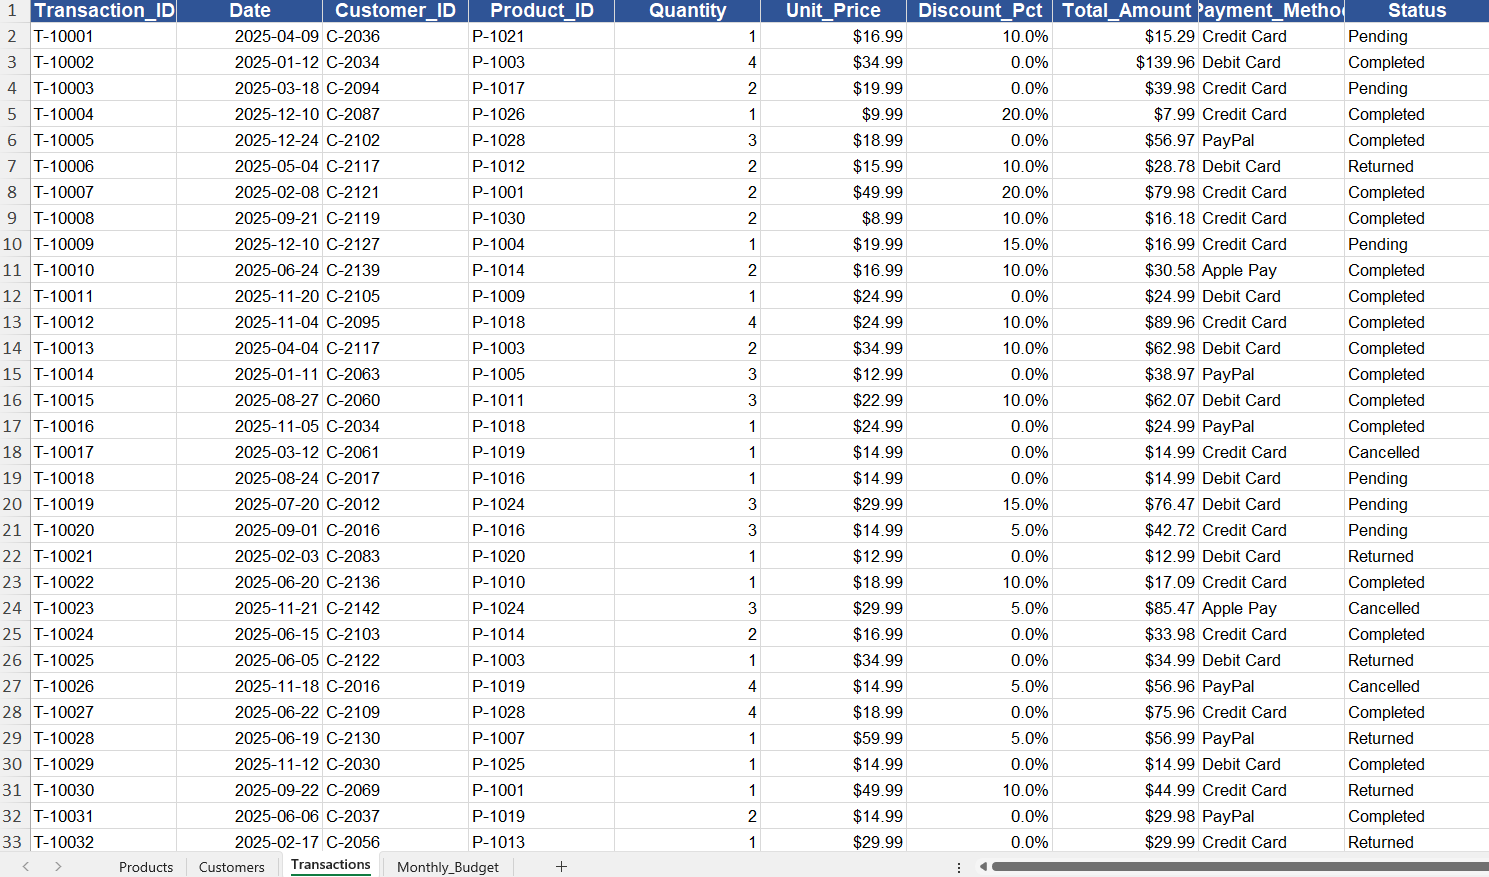 1 Transaction_ID Date Customer_ID Product_ID Quantity Unit_Price Discount_Pct Total_Amount Payment_Metho Status
2 T-10001 2025-04-09 C-2036 P-1021 1 $16.99 10.0% $15.29 Credit Card Pending
3 T-10002 2025-01-12 C-2034 P-1003 4 $34.99 0.0% $139.96 Debit Card Completed
4 T-10003 2025-03-18 C-2094 P-1017 2 $19.99 0.0% $39.98 Credit Card Pending
5 T-10004 2025-12-10 C-2087 P-1026 1 $9.99 20.0% $7.99 Credit Card Completed
6 T-10005 2025-12-24 C-2102 P-1028 3 $18.99 0.0% $56.97 PayPal Completed
7 T-10006 2025-05-04 C-2117 P-1012 2 $15.99 10.0% $28.78 Debit Card Returned
8 T-10007 2025-02-08 C-2121 P-1001 2 $49.99 20.0% $79.98 Credit Card Completed
9 T-10008 2025-09-21 C-2119 P-1030 2 $8.99 10.0% $16.18 Credit Card Completed
10 T-10009 2025-12-10 C-2127 P-1004 1 $19.99 15.0% $16.99 Credit Card Pending
11 T-10010 2025-06-24 C-2139 P-1014 2 $16.99 10.0% $30.58 Apple Pay Completed
12 T-10011 2025-11-20 C-2105 P-1009 1 $24.99 0.0% $24.99 Debit Card Completed
13 T-10012 2025-11-04 C-2095 P-1018 4 $24.99 10.0% $89.96 Credit Card Completed
14 T-10013 2025-04-04 C-2117 P-1003 2 $34.99 10.0% $62.98 Debit Card Completed
15 T-10014 2025-01-11 C-2063 P-1005 3 $12.99 0.0% $38.97 PayPal Completed
16 T-10015 2025-08-27 C-2060 P-1011 3 $22.99 10.0% $62.07 Debit Card Completed
17 T-10016 2025-11-05 C-2034 P-1018 1 $24.99 0.0% $24.99 PayPal Completed
18 T-10017 2025-03-12 C-2061 P-1019 1 $14.99 0.0% $14.99 Credit Card Cancelled
19 T-10018 2025-08-24 C-2017 P-1016 1 $14.99 0.0% $14.99 Debit Card Pending
20 T-10019 2025-07-20 C-2012 P-1024 3 $29.99 15.0% $76.47 Debit Card Pending
21 T-10020 2025-09-01 C-2016 P-1016 3 $14.99 5.0% $42.72 Credit Card Pending
22 T-10021 2025-02-03 C-2083 P-1020 1 $12.99 0.0% $12.99 Debit Card Returned
23 T-10022 2025-06-20 C-2136 P-1010 1 $18.99 10.0% $17.09 Credit Card Completed
24 T-10023 2025-11-21 C-2142 P-1024 3 $29.99 5.0% $85.47 Apple Pay Cancelled
25 T-10024 2025-06-15 C-2103 P-1014 2 $16.99 0.0% $33.98 Credit Card Completed
26 T-10025 2025-06-05 C-2122 P-1003 1 $34.99 0.0% $34.99 Debit Card Returned
27 T-10026 2025-11-18 C-2016 P-1019 4 $14.99 5.0% $56.96 PayPal Cancelled
28 T-10027 2025-06-22 C-2109 P-1028 4 $18.99 0.0% $75.96 Credit Card Completed
29 T-10028 2025-06-19 C-2130 P-1007 1 $59.99 5.0% $56.99 PayPal Returned
30 T-10029 2025-11-12 C-2030 P-1025 1 $14.99 0.0% $14.99 Debit Card Completed
31 T-10030 2025-09-22 C-2069 P-1001 1 $49.99 10.0% $44.99 Credit Card Returned
32 T-10031 2025-06-06 C-2037 P-1019 2 $14.99 0.0% $29.98 PayPal Completed
33 T-10032 2025-02-17 C-2056 P-1013 1 $29.99 0.0% $29.99 Credit Card Returned
Products Customers Transactions Monthly_Budget